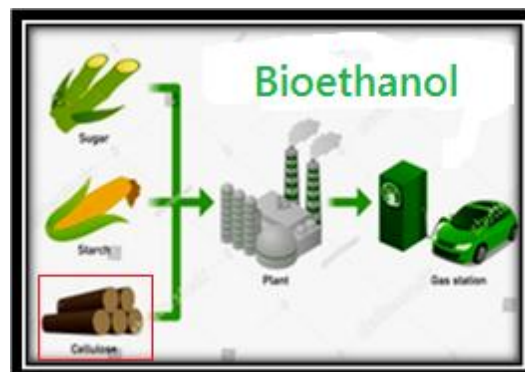 Bioethanol
Sugar
Starch
Plant
Gas station
Cellulose